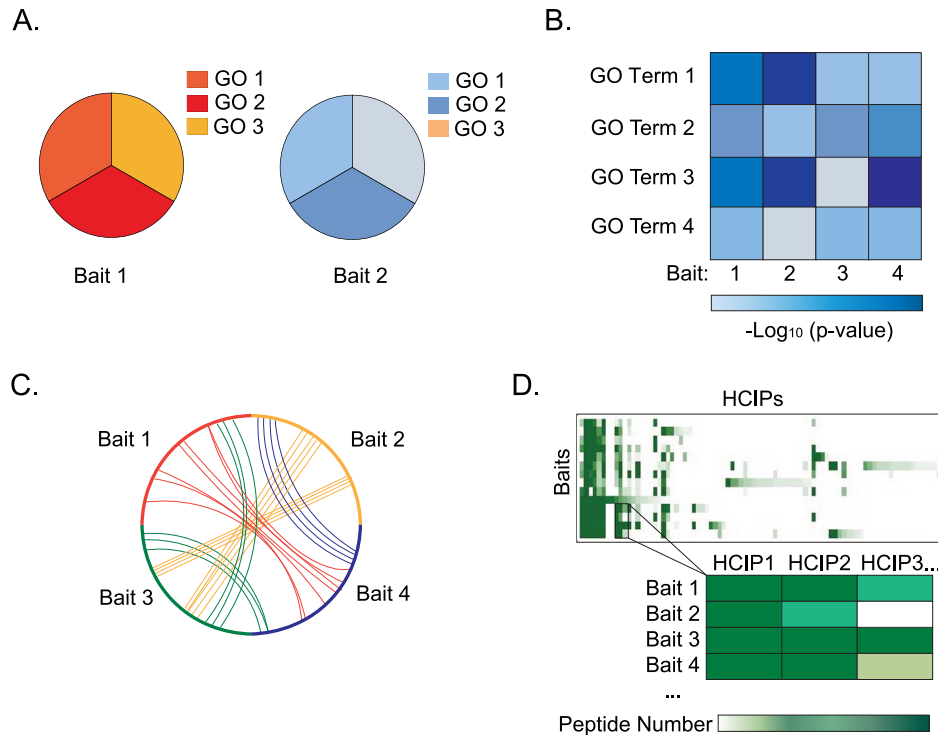 A.
GO 1
GO 2
GO 3
Bait 1
GO 1
GO 2
GO 3
Bait 2
B.
GO Term 1
GO Term 2
GO Term 3
GO Term 4
Bait: 1 2 3 4
-Log₁₀ (p-value)
C.
Bait 1
Bait 2
Bait 3
Bait 4
D.
HCIPs
Baits
HCIP1 HCIP2 HCIP3...
Bait 1
Bait 2
Bait 3
Bait 4
...
Peptide Number